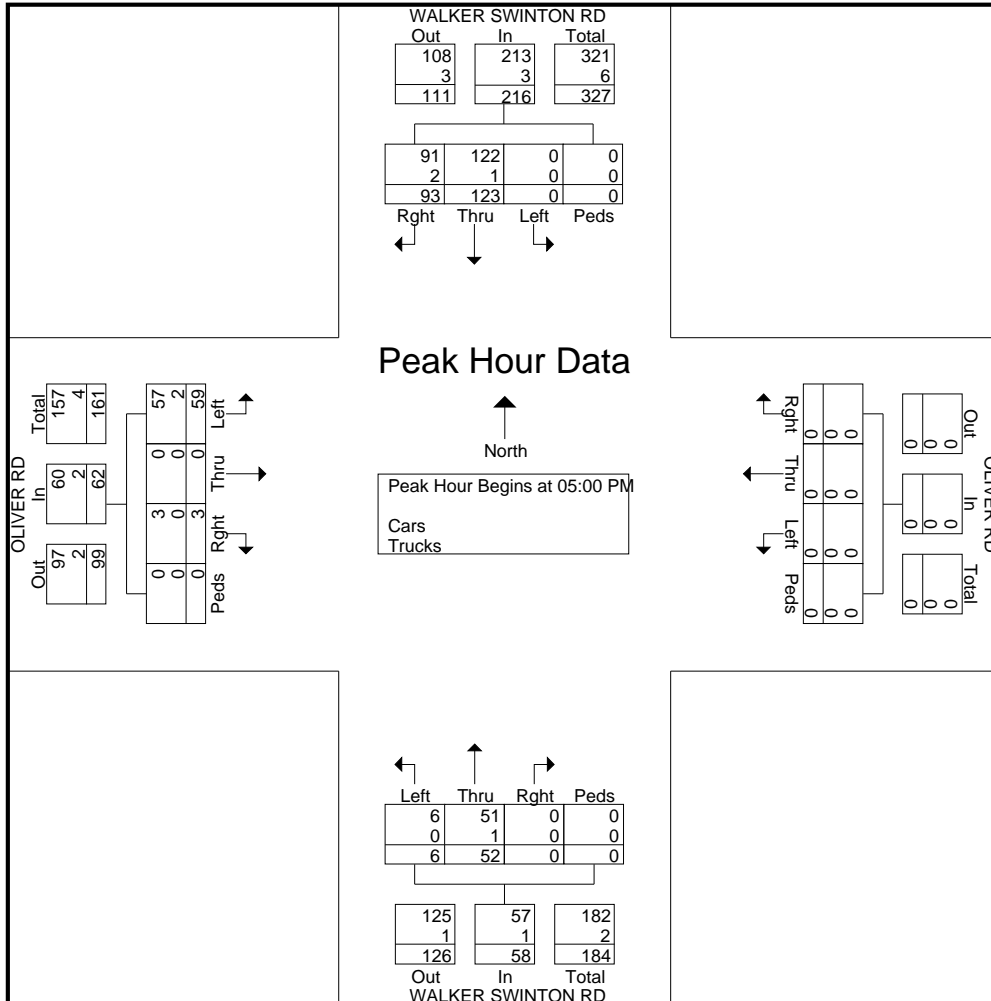 WALKER SWINTON RD
Out In Total
108 213 321
3 3 6
111 216 327
91 122 0 0
2 1 0 0
93 123 0 0
Rght Thru Left Peds
Peak Hour Data
North
Peak Hour Begins at 05:00 PM
Cars
Trucks
OLIVER RD
Out In Total
97 60 157
2 2 4
99 62 161
57 0 3 0
2 0 0 0
59 0 3 0
Left Thru Rght Peds
Rght Thru Left Peds
0 0 0 0
0 0 0 0
0 0 0 0
Out In Total
0 0 0
0 0 0
0 0 0
OLIVER RD
Left Thru Rght Peds
6 51 0 0
0 1 0 0
6 52 0 0
125 57 182
1 1 2
126 58 184
Out In Total
WALKER SWINTON RD